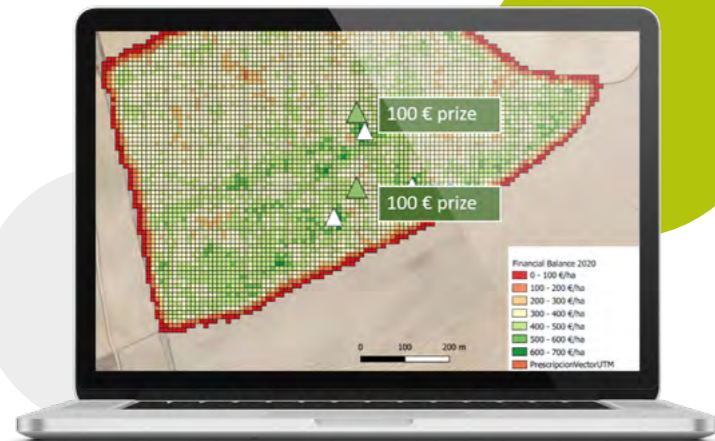 100 € prize
100 € prize
Financial Balance 2020
0 - 100 €/ha
100 - 200 €/ha
200 - 300 €/ha
300 - 400 €/ha
400 - 500 €/ha
500 - 600 €/ha
600 - 700 €/ha
PrescripcionVectorUTM
0 100 200 m